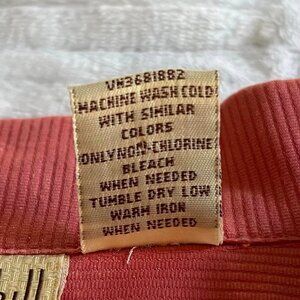 VN3681882
MACHINE WASH COLD
WITH SIMILAR
COLORS
ONLY NON-CHLORINE
BLEACH
WHEN NEEDED
TUMBLE DRY LOW
WARM IRON
WHEN NEEDED